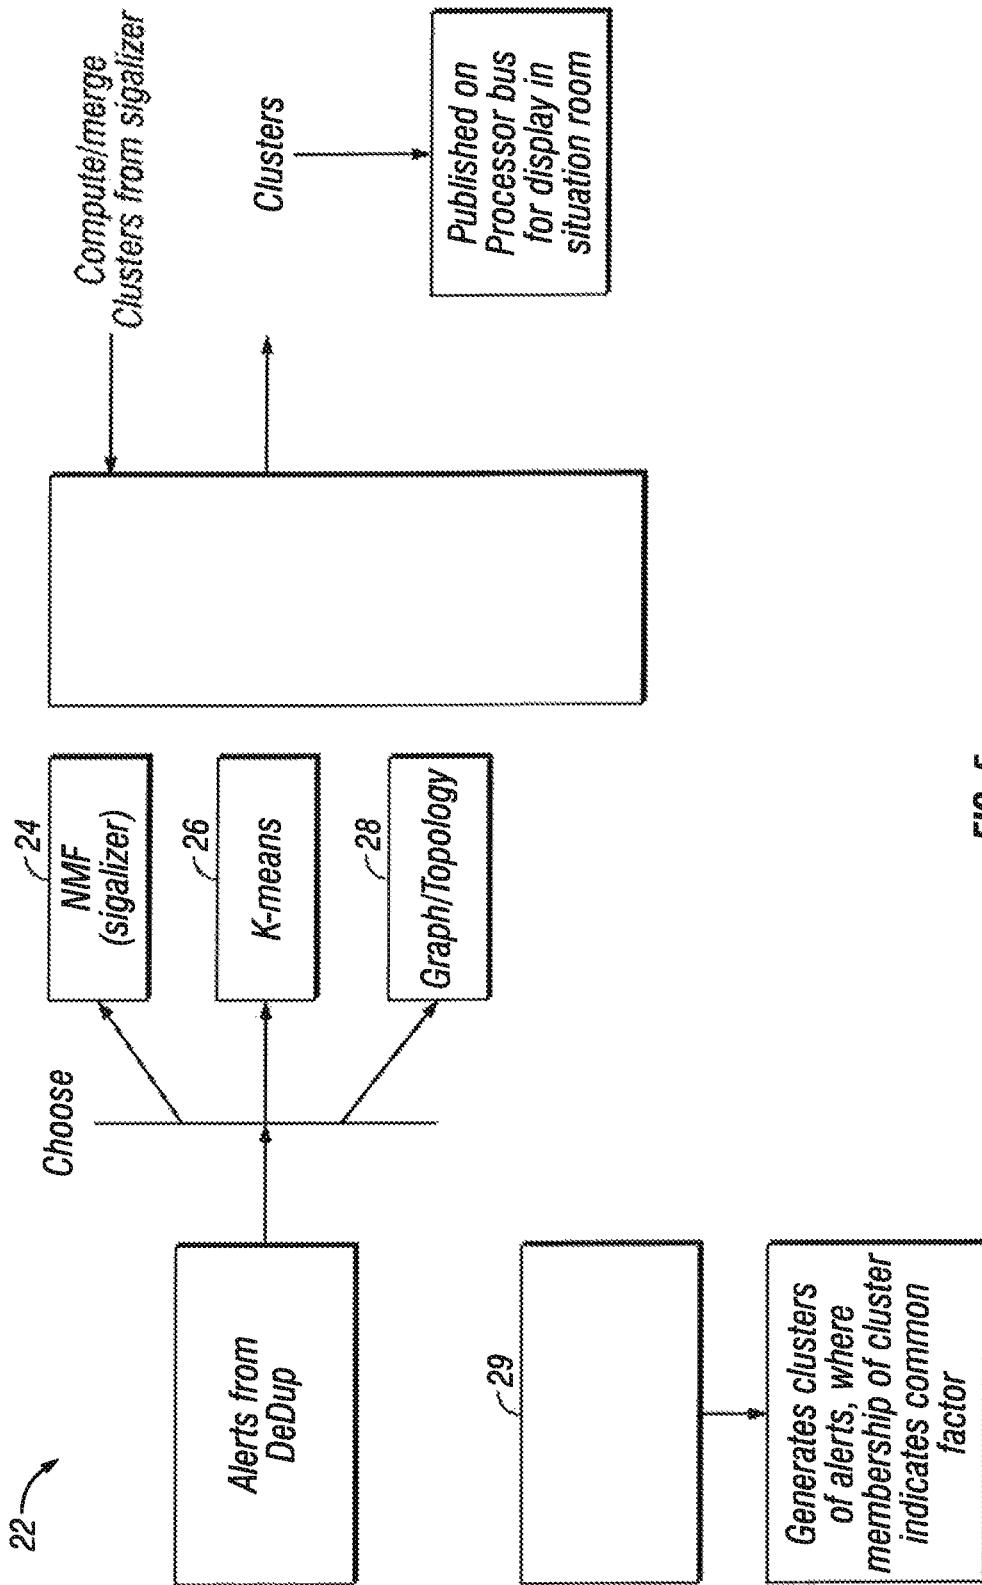 22
Alerts from
DeDup
Choose
24
NMF
(sigalizer)
26
K-means
28
Graph/Topology
Compute/merge
Clusters from sigalizer
Clusters
Published on
Processor bus
for display in
situation room
29
Generates clusters
of alerts, where
membership of cluster
indicates common
factor